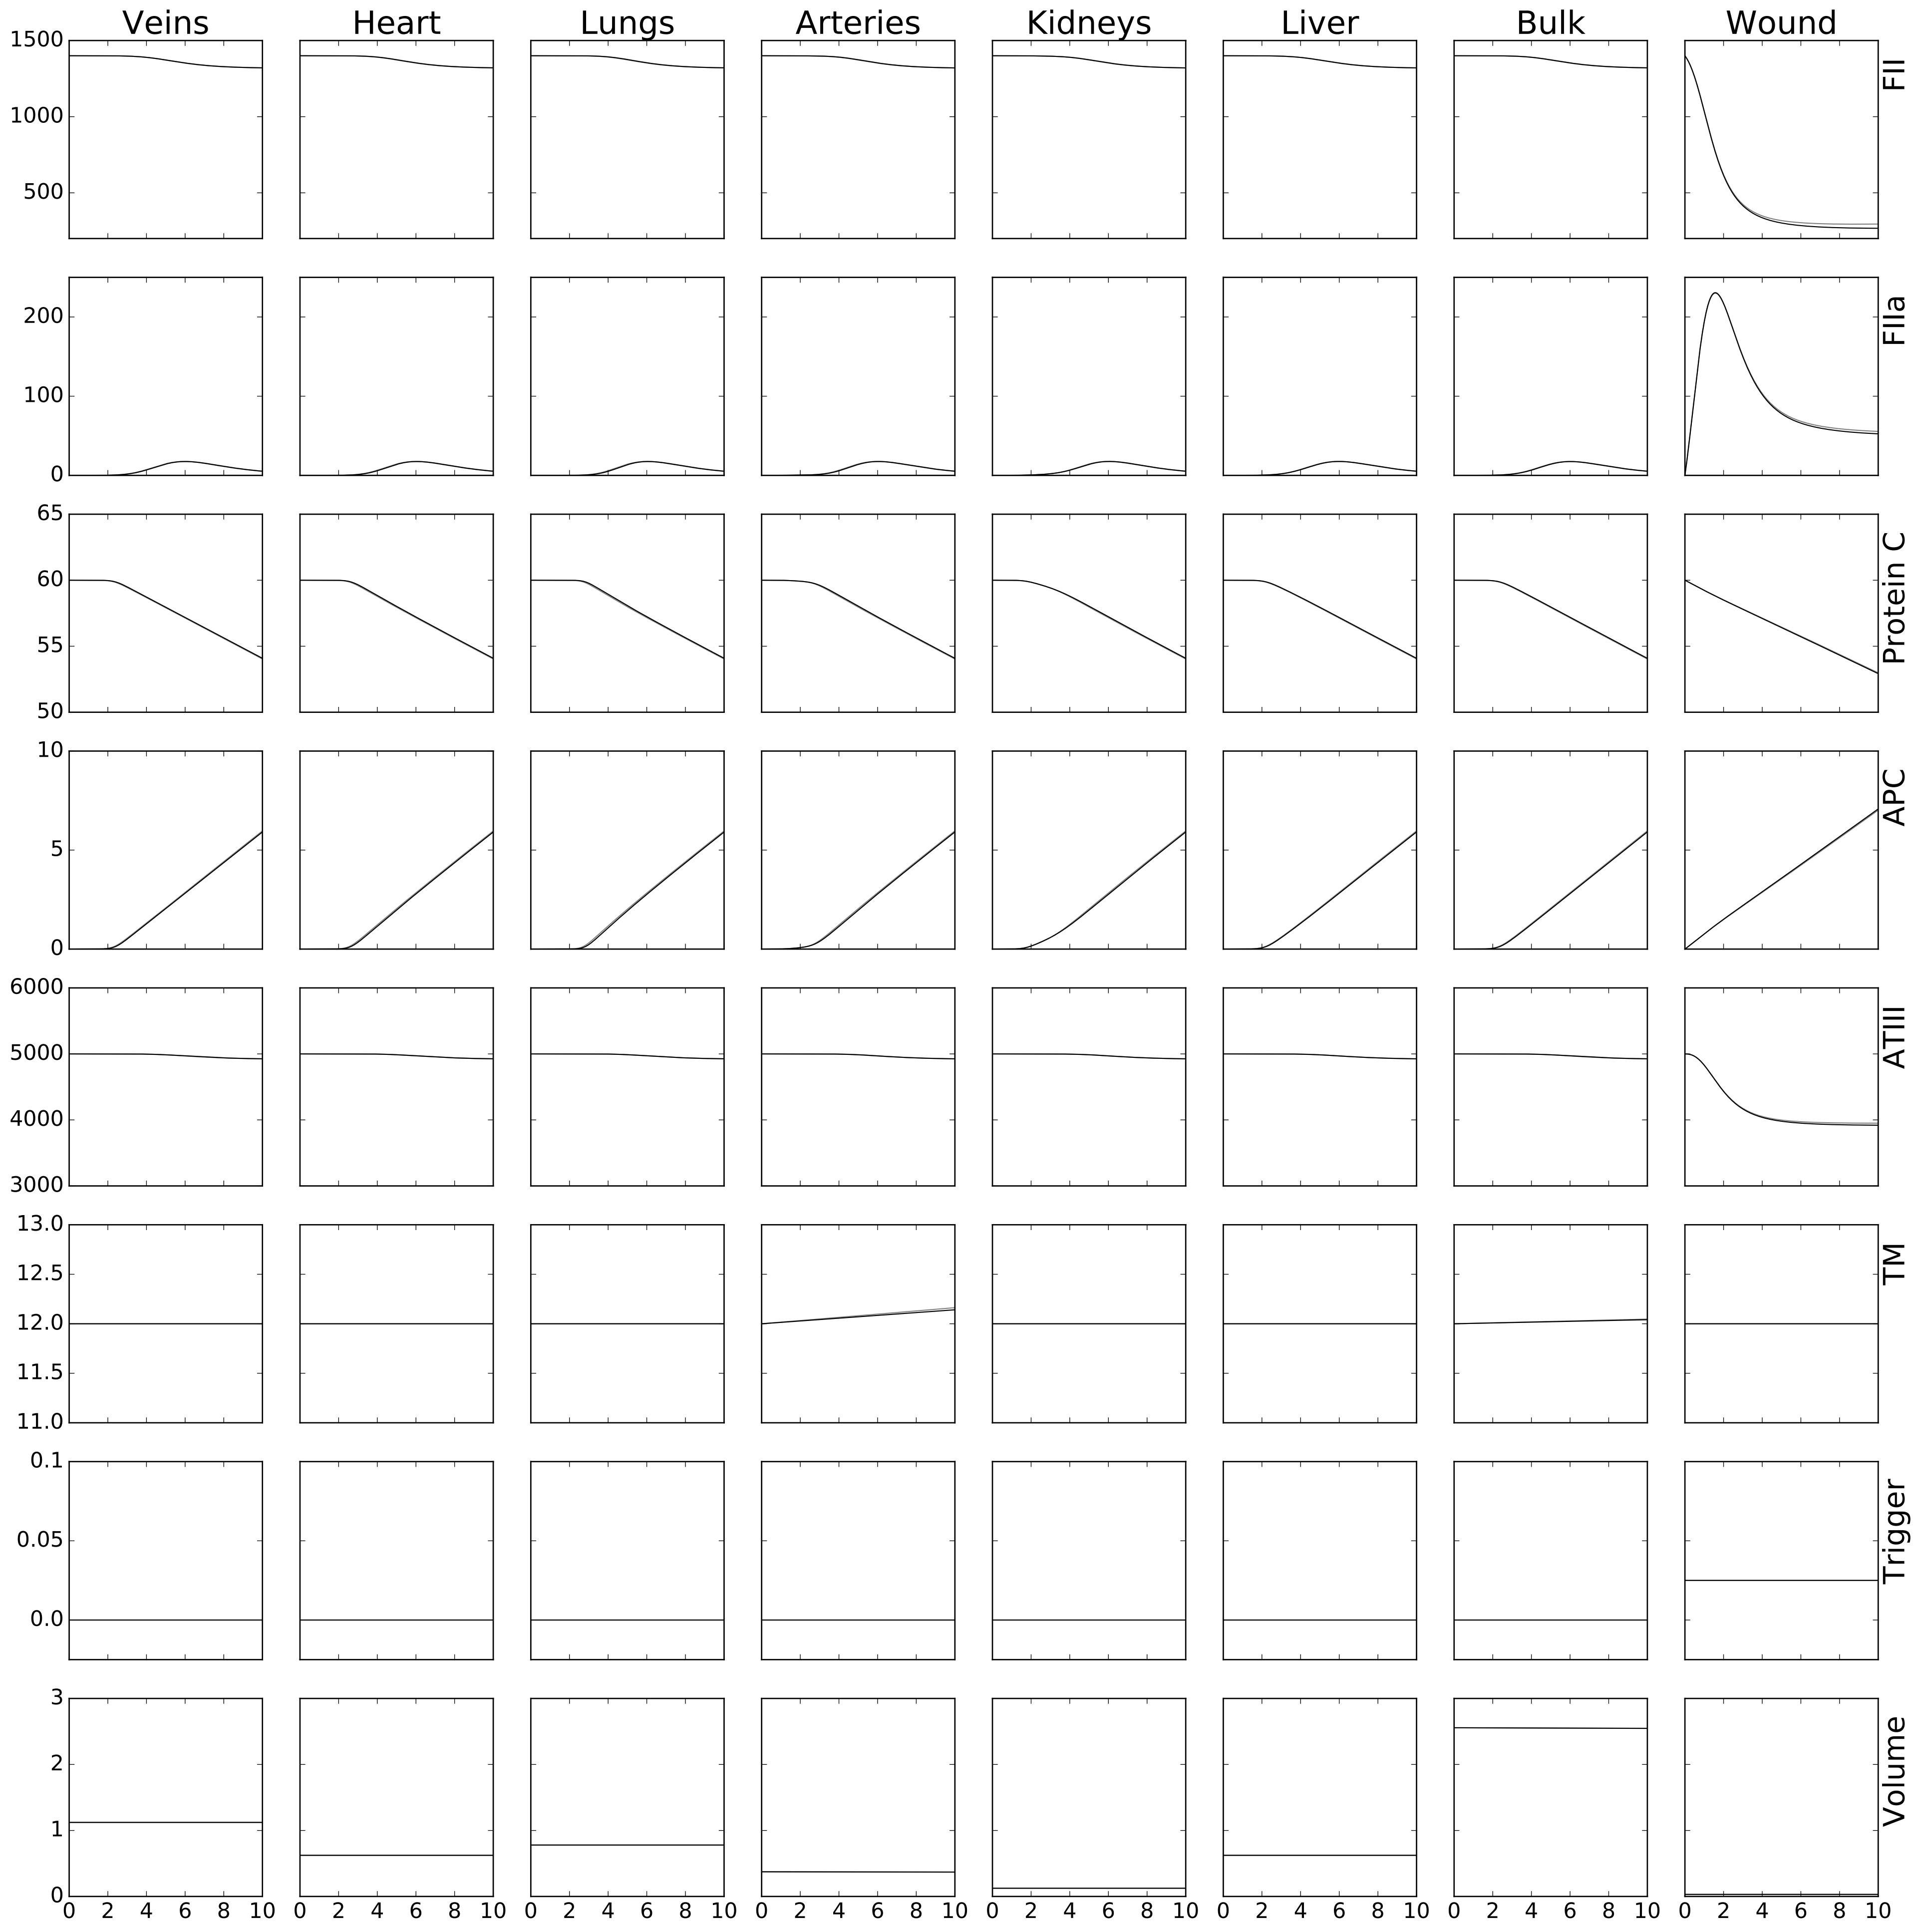 Veins Heart Lungs Arteries Kidneys Liver Bulk Wound
1500
1000
500
FII
200
100
0
FIIa
65
60
55
50
Protein C
10
5
0
APC
6000
5000
4000
3000
ATIII
13.0
12.5
12.0
11.5
11.0
TM
0.1
0.05
0.0
Trigger
3
2
1
0
Volume
0 2 4 6 8 10 0 2 4 6 8 10 0 2 4 6 8 10 0 2 4 6 8 10 0 2 4 6 8 10 0 2 4 6 8 10 0 2 4 6 8 10 0 2 4 6 8 10